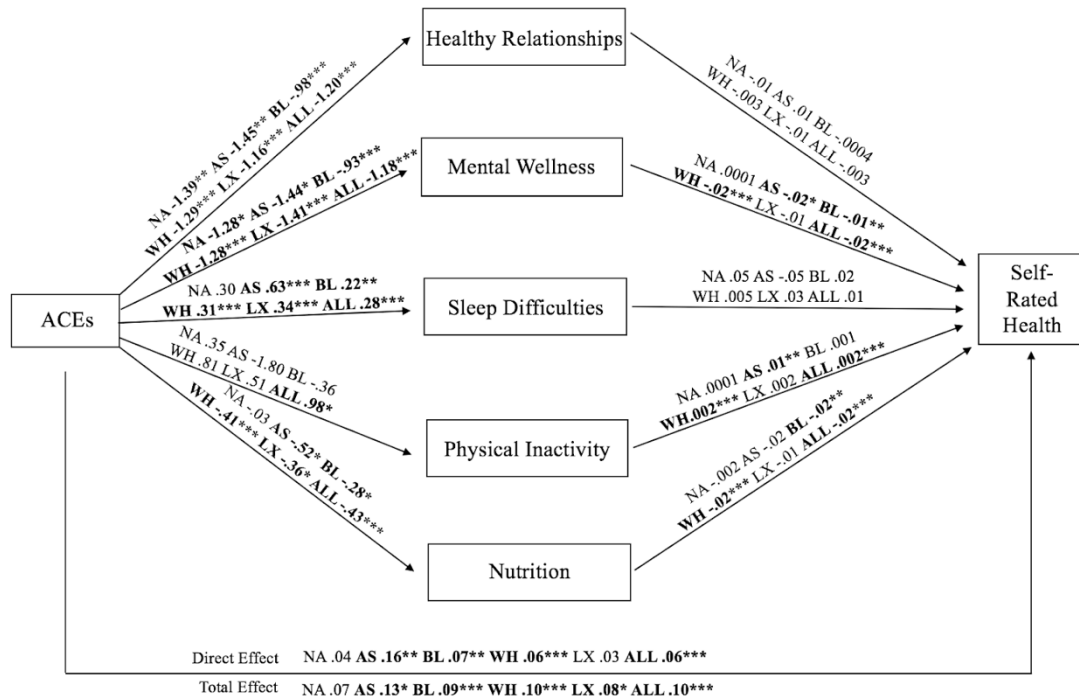 Healthy Relationships
NA -1.39** AS -1.45** BL -.98***
WH -1.29*** LX -1.16*** ALL -1.20***
NA -.01 AS .01 BL -.0004
WH -.003 LX -.01 ALL -.003
Mental Wellness
NA -1.28* AS -1.44* BL -.93***
WH -1.28*** LX -1.41*** ALL -1.18***
NA .0001 AS -.02* BL -.01**
WH -.02*** LX -.01 ALL -.02***
ACEs
NA .30 AS .63*** BL .22**
WH .31*** LX .34*** ALL .28***
Sleep Difficulties
NA .05 AS -.05 BL .02
WH .005 LX .03 ALL .01
Self-
Rated
Health
NA .35 AS -1.80 BL -.36
WH .81 LX .51 ALL .98*
Physical Inactivity
NA .0001 AS .01** BL .001
WH.002*** LX .002 ALL .002***
NA -.03 AS -.52* BL -.28*
WH -.41*** LX -.36* ALL -.43***
Nutrition
NA -.002 AS -.02 BL -.02**
WH -.02*** LX -.01 ALL -.02***
Direct Effect NA .04 AS .16** BL .07** WH .06*** LX .03 ALL .06***
Total Effect NA .07 AS .13* BL .09*** WH .10*** LX .08* ALL .10***